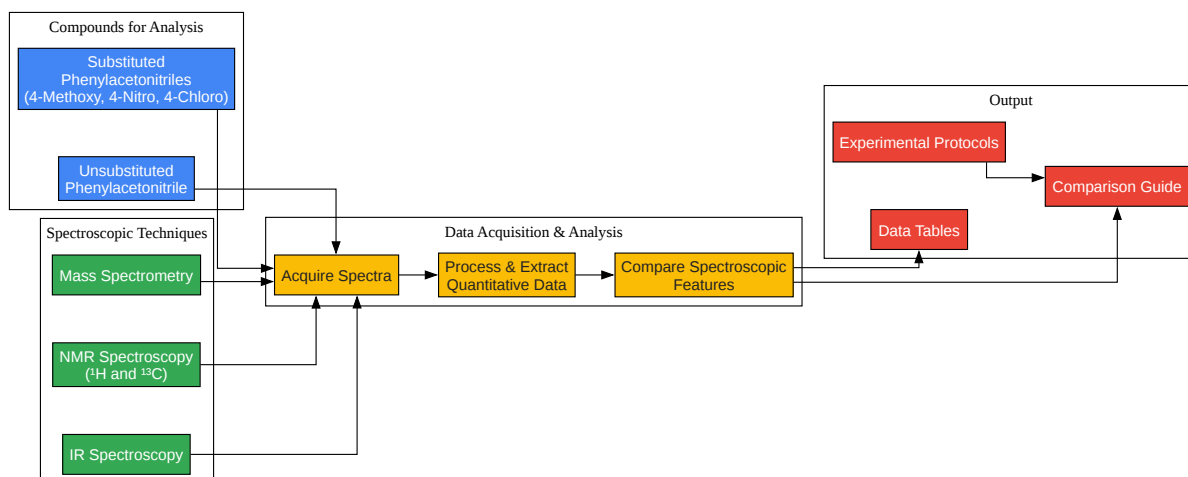 Compounds for Analysis
Substituted
Phenylacetonitriles
(4-Methoxy, 4-Nitro, 4-Chloro)
Unsubstituted
Phenylacetonitrile
Spectroscopic Techniques
Mass Spectrometry
NMR Spectroscopy
(¹H and ¹³C)
IR Spectroscopy
Data Acquisition & Analysis
Acquire Spectra
Process & Extract
Quantitative Data
Compare Spectroscopic
Features
Output
Experimental Protocols
Comparison Guide
Data Tables